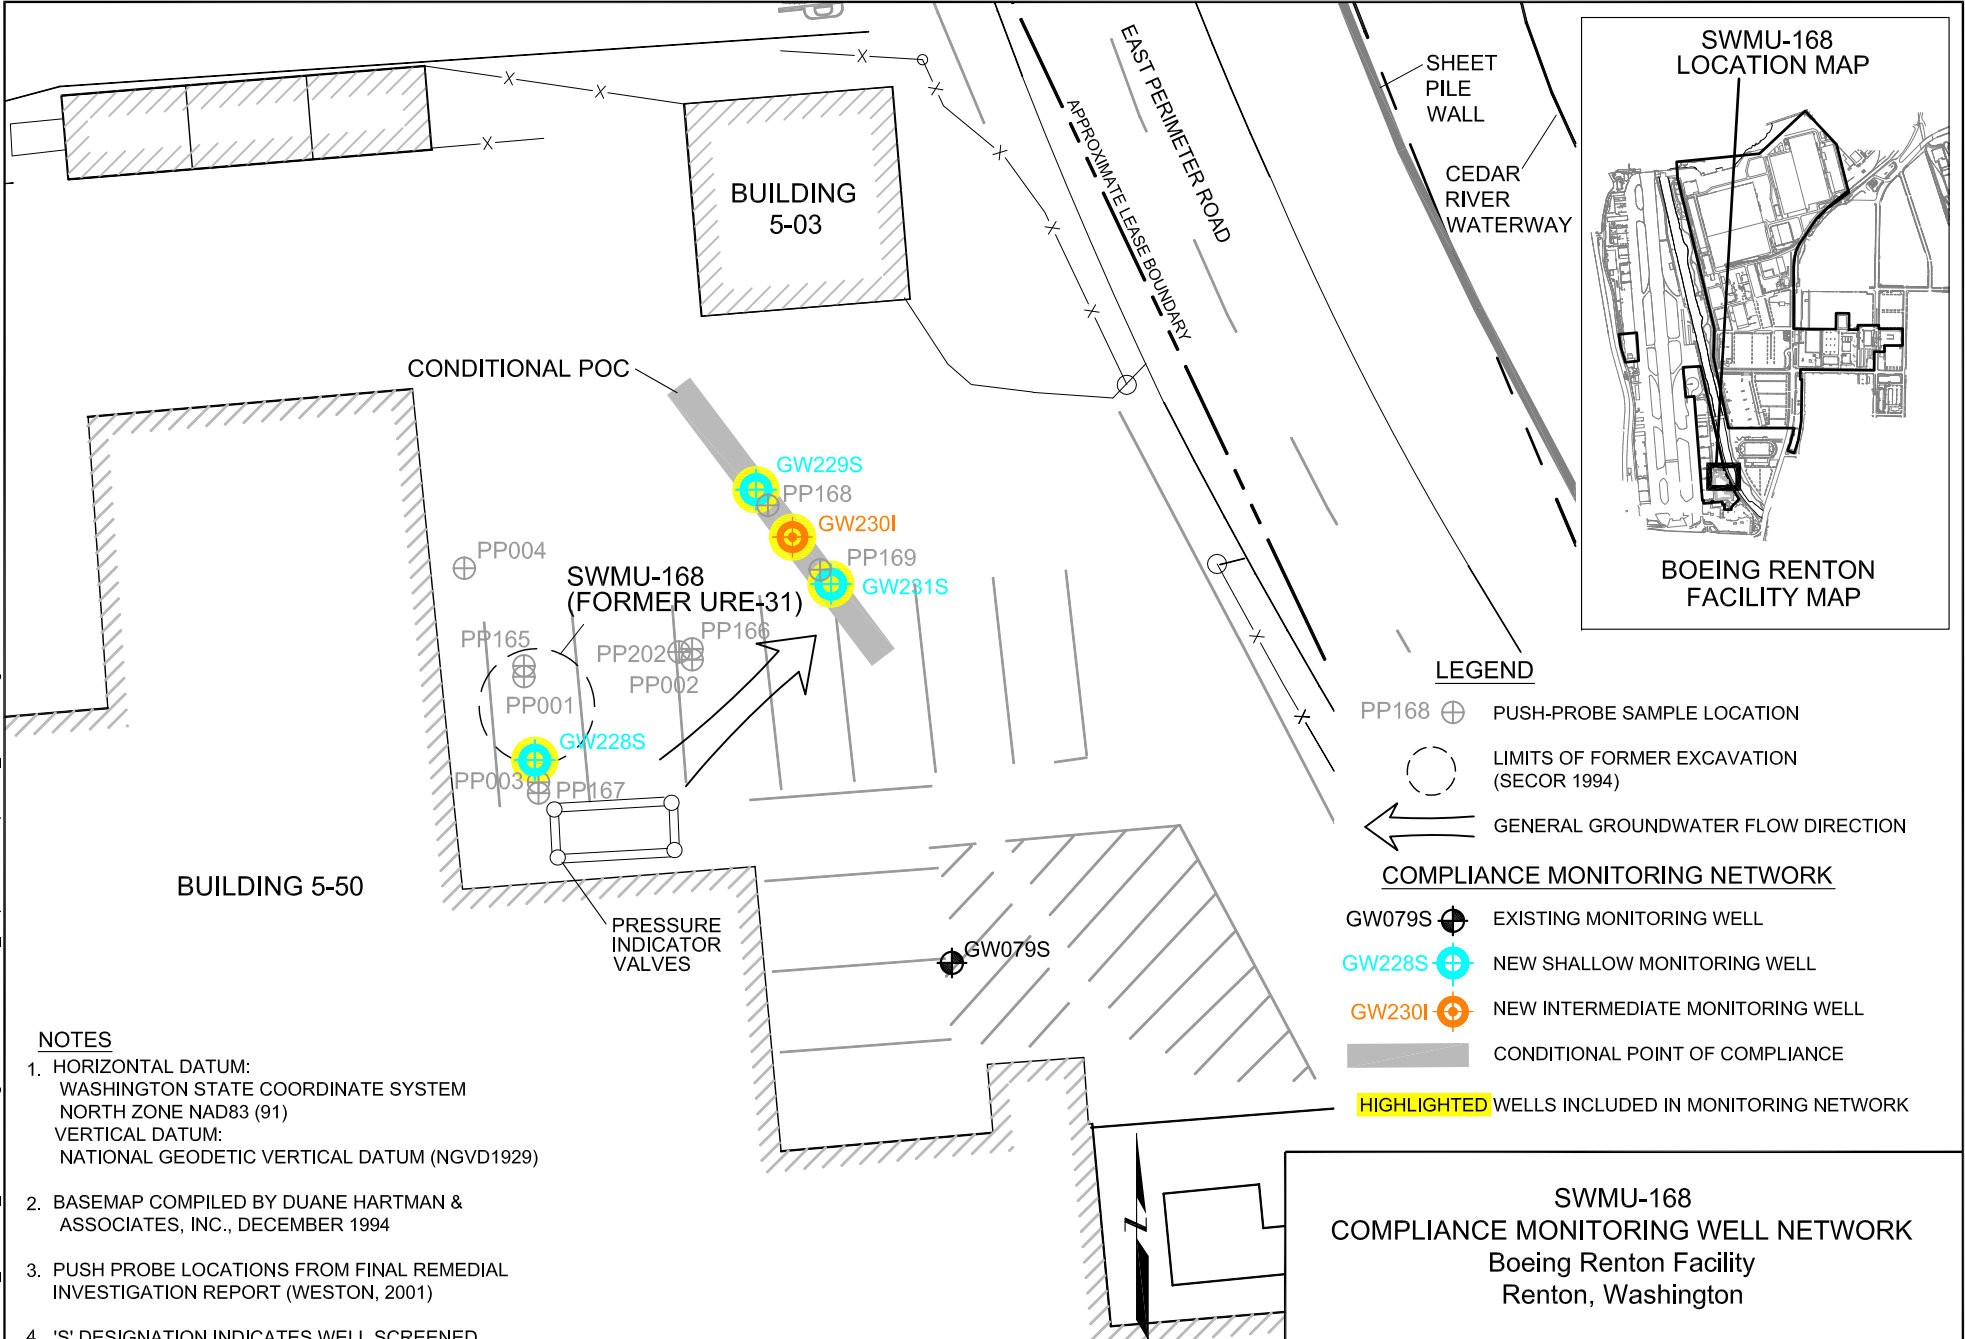 SWMU-168
LOCATION MAP
BOEING RENTON
FACILITY MAP
EAST PERIMETER ROAD
APPROXIMATE LEASE BOUNDARY
SHEET
PILE
WALL
CEDAR
RIVER
WATERWAY
BUILDING
5-03
CONDITIONAL POC
GW229S
PP168
GW230I
PP169
GW231S
PP004
SWMU-168
(FORMER URE-31)
PP165
PP166
PP202
PP002
PP001
GW228S
PP003
PP167
BUILDING 5-50
PRESSURE
INDICATOR
VALVES
GW079S
LEGEND
PP168 PUSH-PROBE SAMPLE LOCATION
LIMITS OF FORMER EXCAVATION
(SECOR 1994)
GENERAL GROUNDWATER FLOW DIRECTION
COMPLIANCE MONITORING NETWORK
GW079S EXISTING MONITORING WELL
GW228S NEW SHALLOW MONITORING WELL
GW230I NEW INTERMEDIATE MONITORING WELL
CONDITIONAL POINT OF COMPLIANCE
HIGHLIGHTED WELLS INCLUDED IN MONITORING NETWORK
NOTES
1. HORIZONTAL DATUM:
WASHINGTON STATE COORDINATE SYSTEM
NORTH ZONE NAD83 (91)
VERTICAL DATUM:
NATIONAL GEODETIC VERTICAL DATUM (NGVD1929)
2. BASEMAP COMPILED BY DUANE HARTMAN &
ASSOCIATES, INC., DECEMBER 1994
3. PUSH PROBE LOCATIONS FROM FINAL REMEDIAL
INVESTIGATION REPORT (WESTON, 2001)
4. 'S' DESIGNATION INDICATES WELL SCREENED
Z
SWMU-168
COMPLIANCE MONITORING WELL NETWORK
Boeing Renton Facility
Renton, Washington